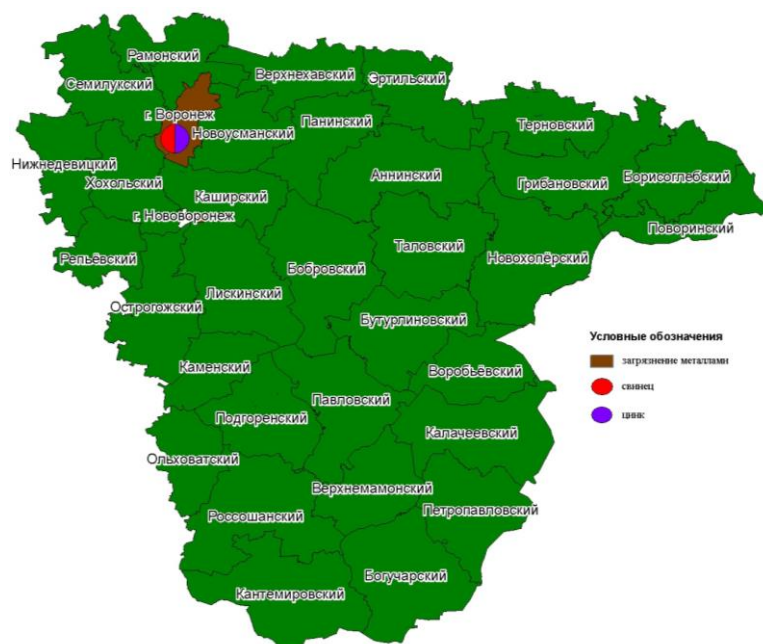 Рамонский
Верхнехавский
Эртильский
Семилукский
г. Воронеж
Новоусманский
Панинский
Терновский
Нижнедевицкий
Хохольский
Каширский
Аннинский
Грибановский
Борисоглебский
г. Нововоронеж
Поворинский
Репьёвский
Острогожский
Лискинский
Бобровский
Таловский
Новохопёрский
Бутурлиновский
Каменский
Воробьёвский
Павловский
Подгоренский
Калачеевский
Ольховатский
Верхнемамонский
Россошанский
Петропавловский
Богучарский
Кантемировский
Условные обозначения
загрязнение металлами
свинец
цинк